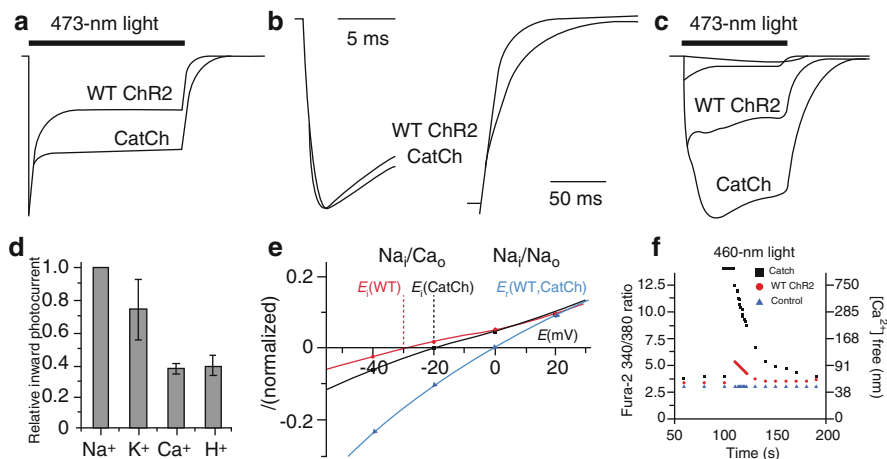 a
473-nm light
WT ChR2
CatCh
b
5 ms
WT ChR2
CatCh
50 ms
c
473-nm light
WT ChR2
CatCh
d
Relative inward photocurrent
1.0
0.8
0.6
0.4
0.2
0
Na+ K+ Ca+ H+
e
Nai/Cao Nai/Nao
0.2
Ei(WT) Ei(CatCh) Er(WT,CatCh)
E(mV)
0
-40 -20 0 20
-0.2
I(normalized)
f
460-nm light
Catch
WT ChR2
Control
Fura-2 340/380 ratio
12.5
10.0
7.5
5.0
2.5
0
750
285
168
91
38
0
[Ca2+] free (nM)
50 100 150 200
Time (s)